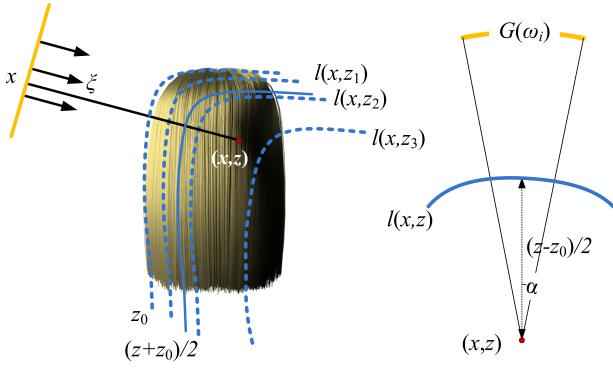 x
ξ
l(x,z₁)
l(x,z₂)
l(x,z₃)
(x,z)
z₀
(z+z₀)/2
G(ωᵢ)
l(x,z)
(z-z₀)/2
α
(x,z)